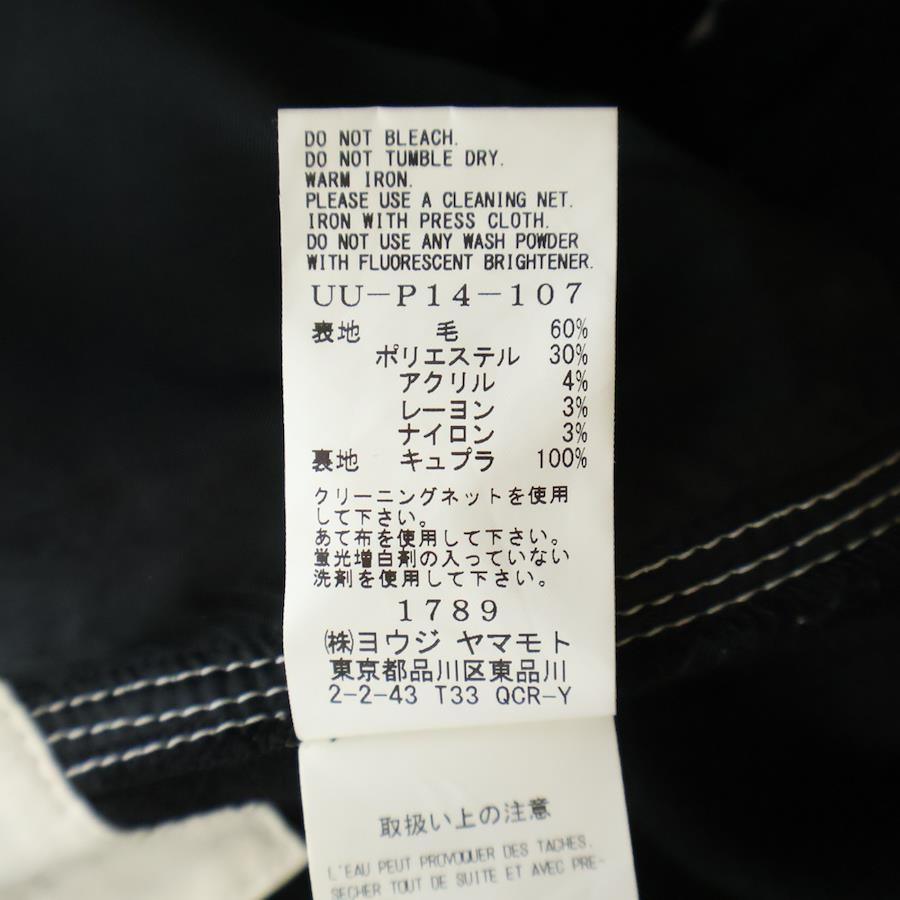 DO NOT BLEACH.
DO NOT TUMBLE DRY.
WARM IRON.
PLEASE USE A CLEANING NET.
IRON WITH PRESS CLOTH.
DO NOT USE ANY WASH POWDER
WITH FLUORESCENT BRIGHTENER.
UU-P14-107
表地 毛 60%
ポリエステル 30%
アクリル 4%
レーヨン 3%
ナイロン 3%
裏地 キュプラ 100%
クリーニングネットを使用
して下さい。
あて布を使用して下さい。
蛍光増白剤の入っていない
洗剤を使用して下さい。
1789
㈱ヨウジ ヤマモト
東京都品川区東品川
2-2-43 T33 QCR-Y
取扱い上の注意
L'EAU PEUT PROVOQUER DES TACHES.
SECHER TOUT DE SUITE ET AVEC PRE-